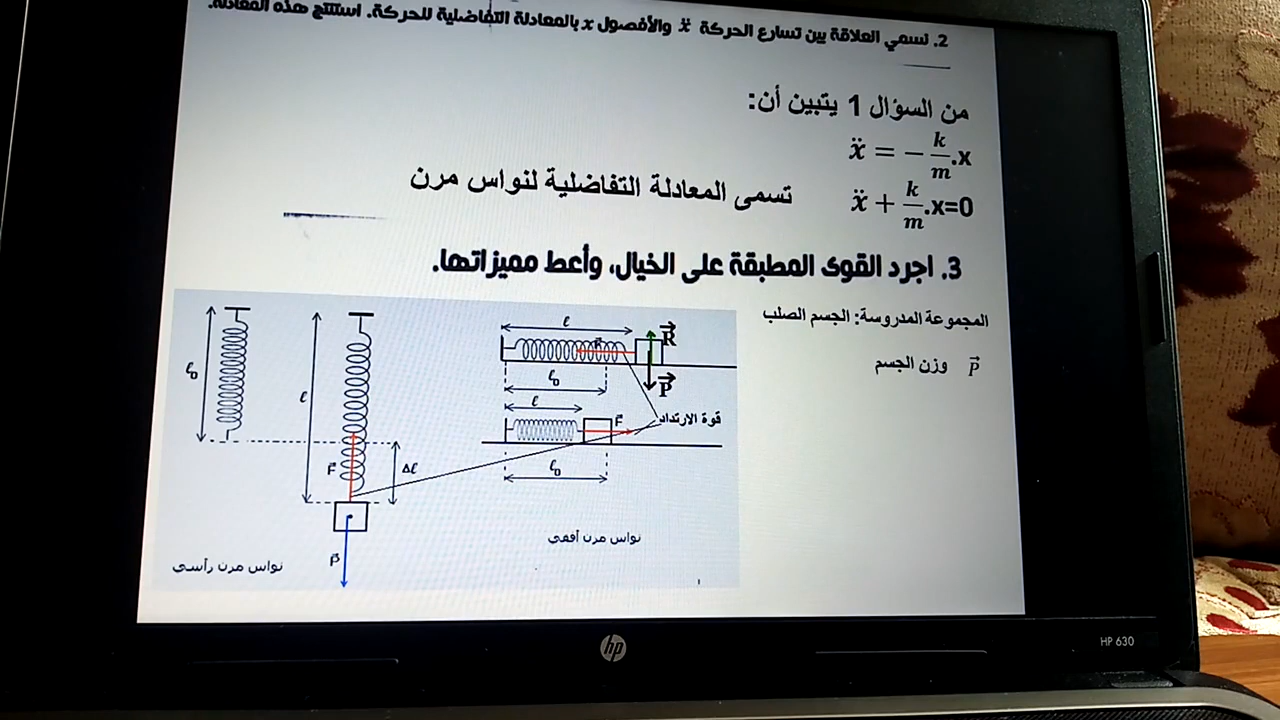 2. نسمي العلاقة بين تسارع الحركة ẍ والأفصول x بالمعادلة التفاضلية للحركة. استنتج هذه المعادلة.
من السؤال 1 يتبين أن:
ẍ = − k/m .x
ẍ + k/m .x=0 تسمى المعادلة التفاضلية لنواس مرن
3. اجرد القوى المطبقة على الخيال، وأعط مميزاتها.
المجموعة المدروسة: الجسم الصلب
P⃗ وزن الجسم
ℓ
R⃗
F
ℓ₀
P⃗
ℓ
F⃗
قوة الارتداد
ℓ₀
نواس مرن أفقي
ℓ₀
ℓ
F⃗
Δℓ
P⃗
نواس مرن رأسي
hp
HP 630